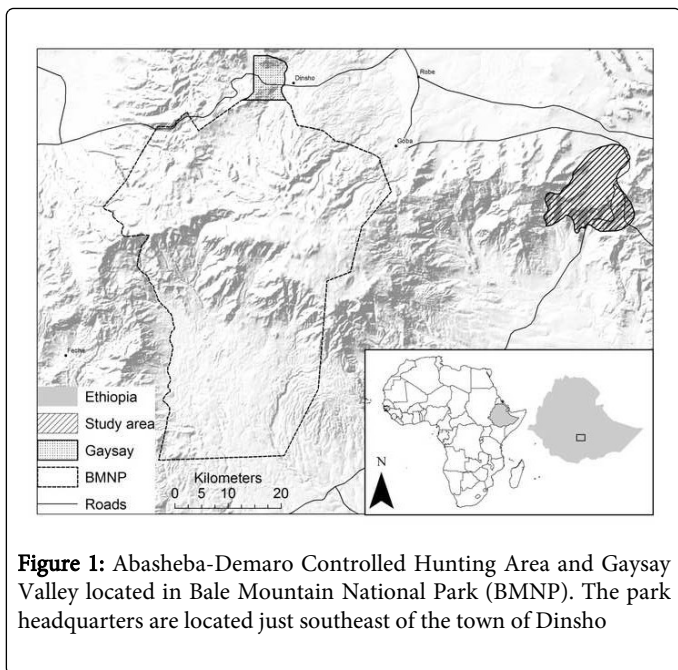 Dinsho
Robe
Goba
Ethiopia
Study area
Gaysay
BMNP
Roads
Kilometers
0 5 10 20
N
Figure 1: Abasheba-Demaro Controlled Hunting Area and Gaysay
Valley located in Bale Mountain National Park (BMNP). The park
headquarters are located just southeast of the town of Dinsho